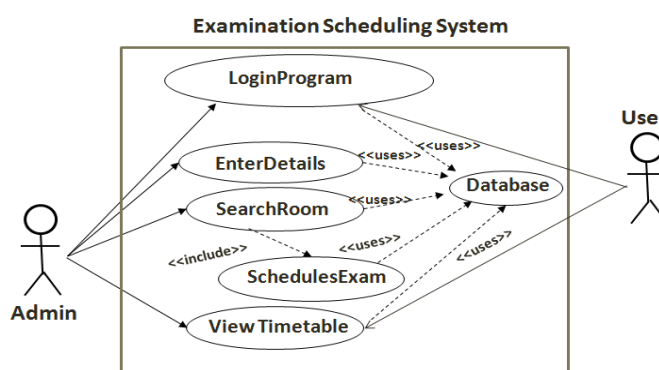 Examination Scheduling System
LoginProgram
Use
<<uses>>
<<uses>>
EnterDetails
Database
<<uses>>
SearchRoom
<<include>>
<<uses>>
<<uses>>
SchedulesExam
Admin
View Timetable